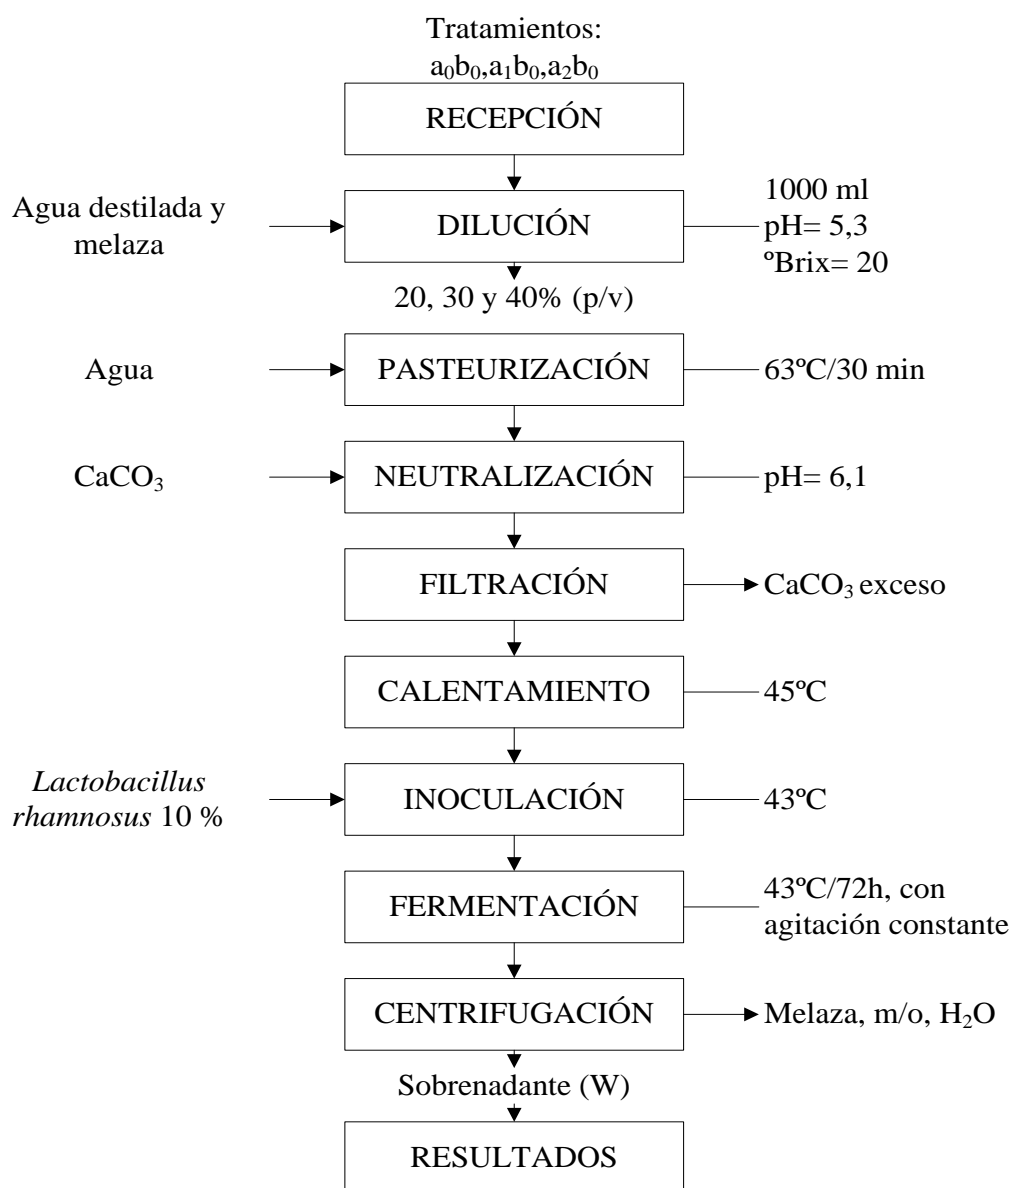 Tratamientos:
a₀b₀,a₁b₀,a₂b₀
RECEPCIÓN
Agua destilada y
melaza
DILUCIÓN
1000 ml
pH= 5,3
ºBrix= 20
20, 30 y 40% (p/v)
Agua
PASTEURIZACIÓN
63ºC/30 min
CaCO₃
NEUTRALIZACIÓN
pH= 6,1
FILTRACIÓN
CaCO₃ exceso
CALENTAMIENTO
45ºC
Lactobacillus
rhamnosus 10 %
INOCULACIÓN
43ºC
FERMENTACIÓN
43ºC/72h, con
agitación constante
CENTRIFUGACIÓN
Melaza, m/o, H₂O
Sobrenadante (W)
RESULTADOS